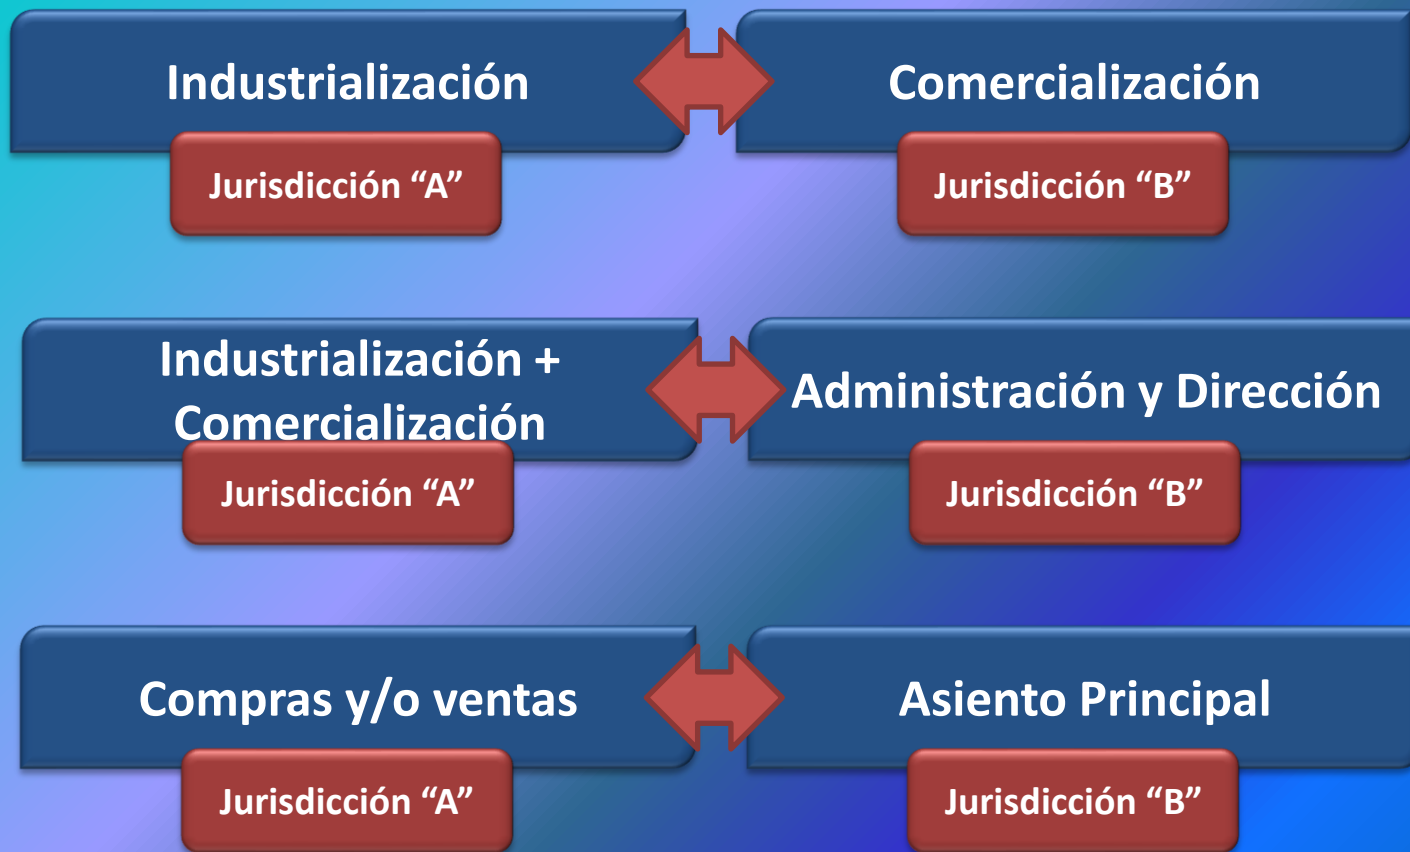 Industrialización
Comercialización
Jurisdicción “A”
Jurisdicción “B”
Industrialización +
Comercialización
Administración y Dirección
Jurisdicción “A”
Jurisdicción “B”
Compras y/o ventas
Asiento Principal
Jurisdicción “A”
Jurisdicción “B”